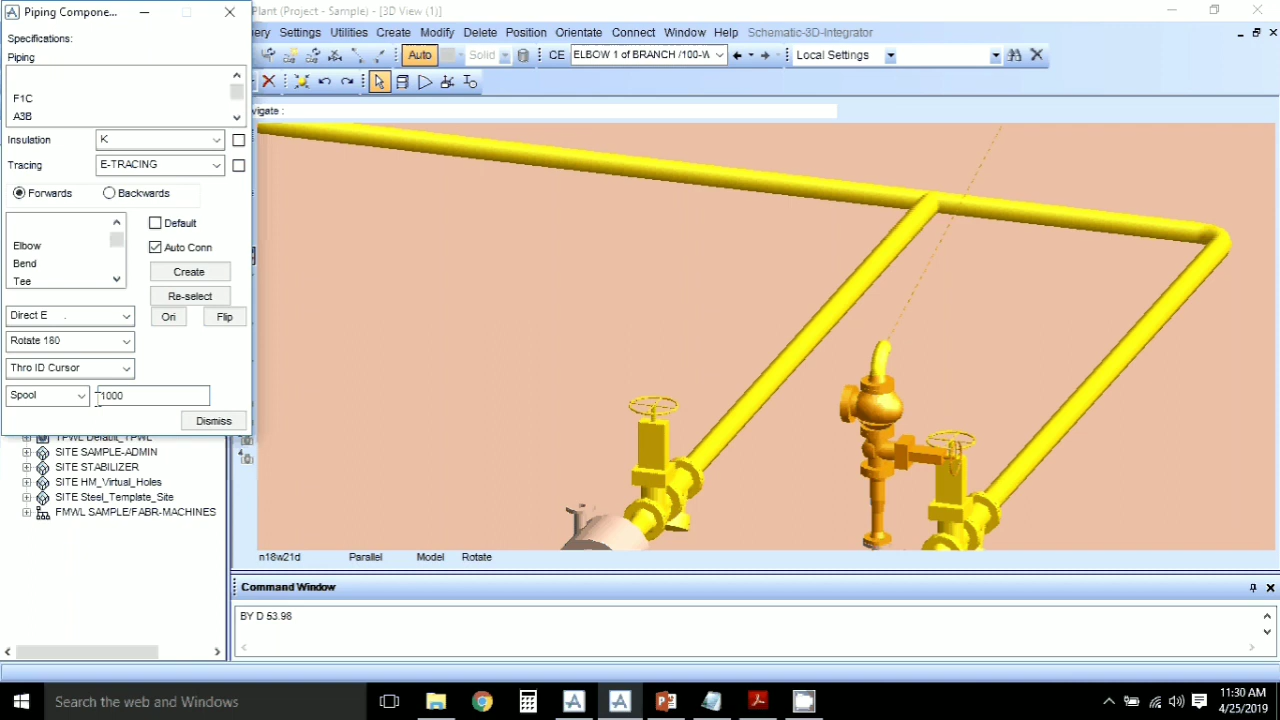 Piping Compone...
Plant (Project - Sample) - [3D View (1)]
ery Settings Utilities Create Modify Delete Position Orientate Connect Window Help Schematic-3D-Integrator
Auto Solid CE ELBOW 1 of BRANCH /100-W Local Settings
vigate :
Specifications:
Piping
F1C
A3B
Insulation K
Tracing E-TRACING
Forwards Backwards
Default
Elbow
Auto Conn
Bend
Create
Tee
Re-select
Direct E .
Ori Flip
Rotate 180
Thro ID Cursor
Spool 1000
Dismiss
TPWL Default_TPWL
SITE SAMPLE-ADMIN
SITE STABILIZER
SITE HM_Virtual_Holes
SITE Steel_Template_Site
FMWL SAMPLE/FABR-MACHINES
n18w21d Parallel Model Rotate
Command Window
BY D 53.98
Search the web and Windows
11:30 AM
4/25/2019